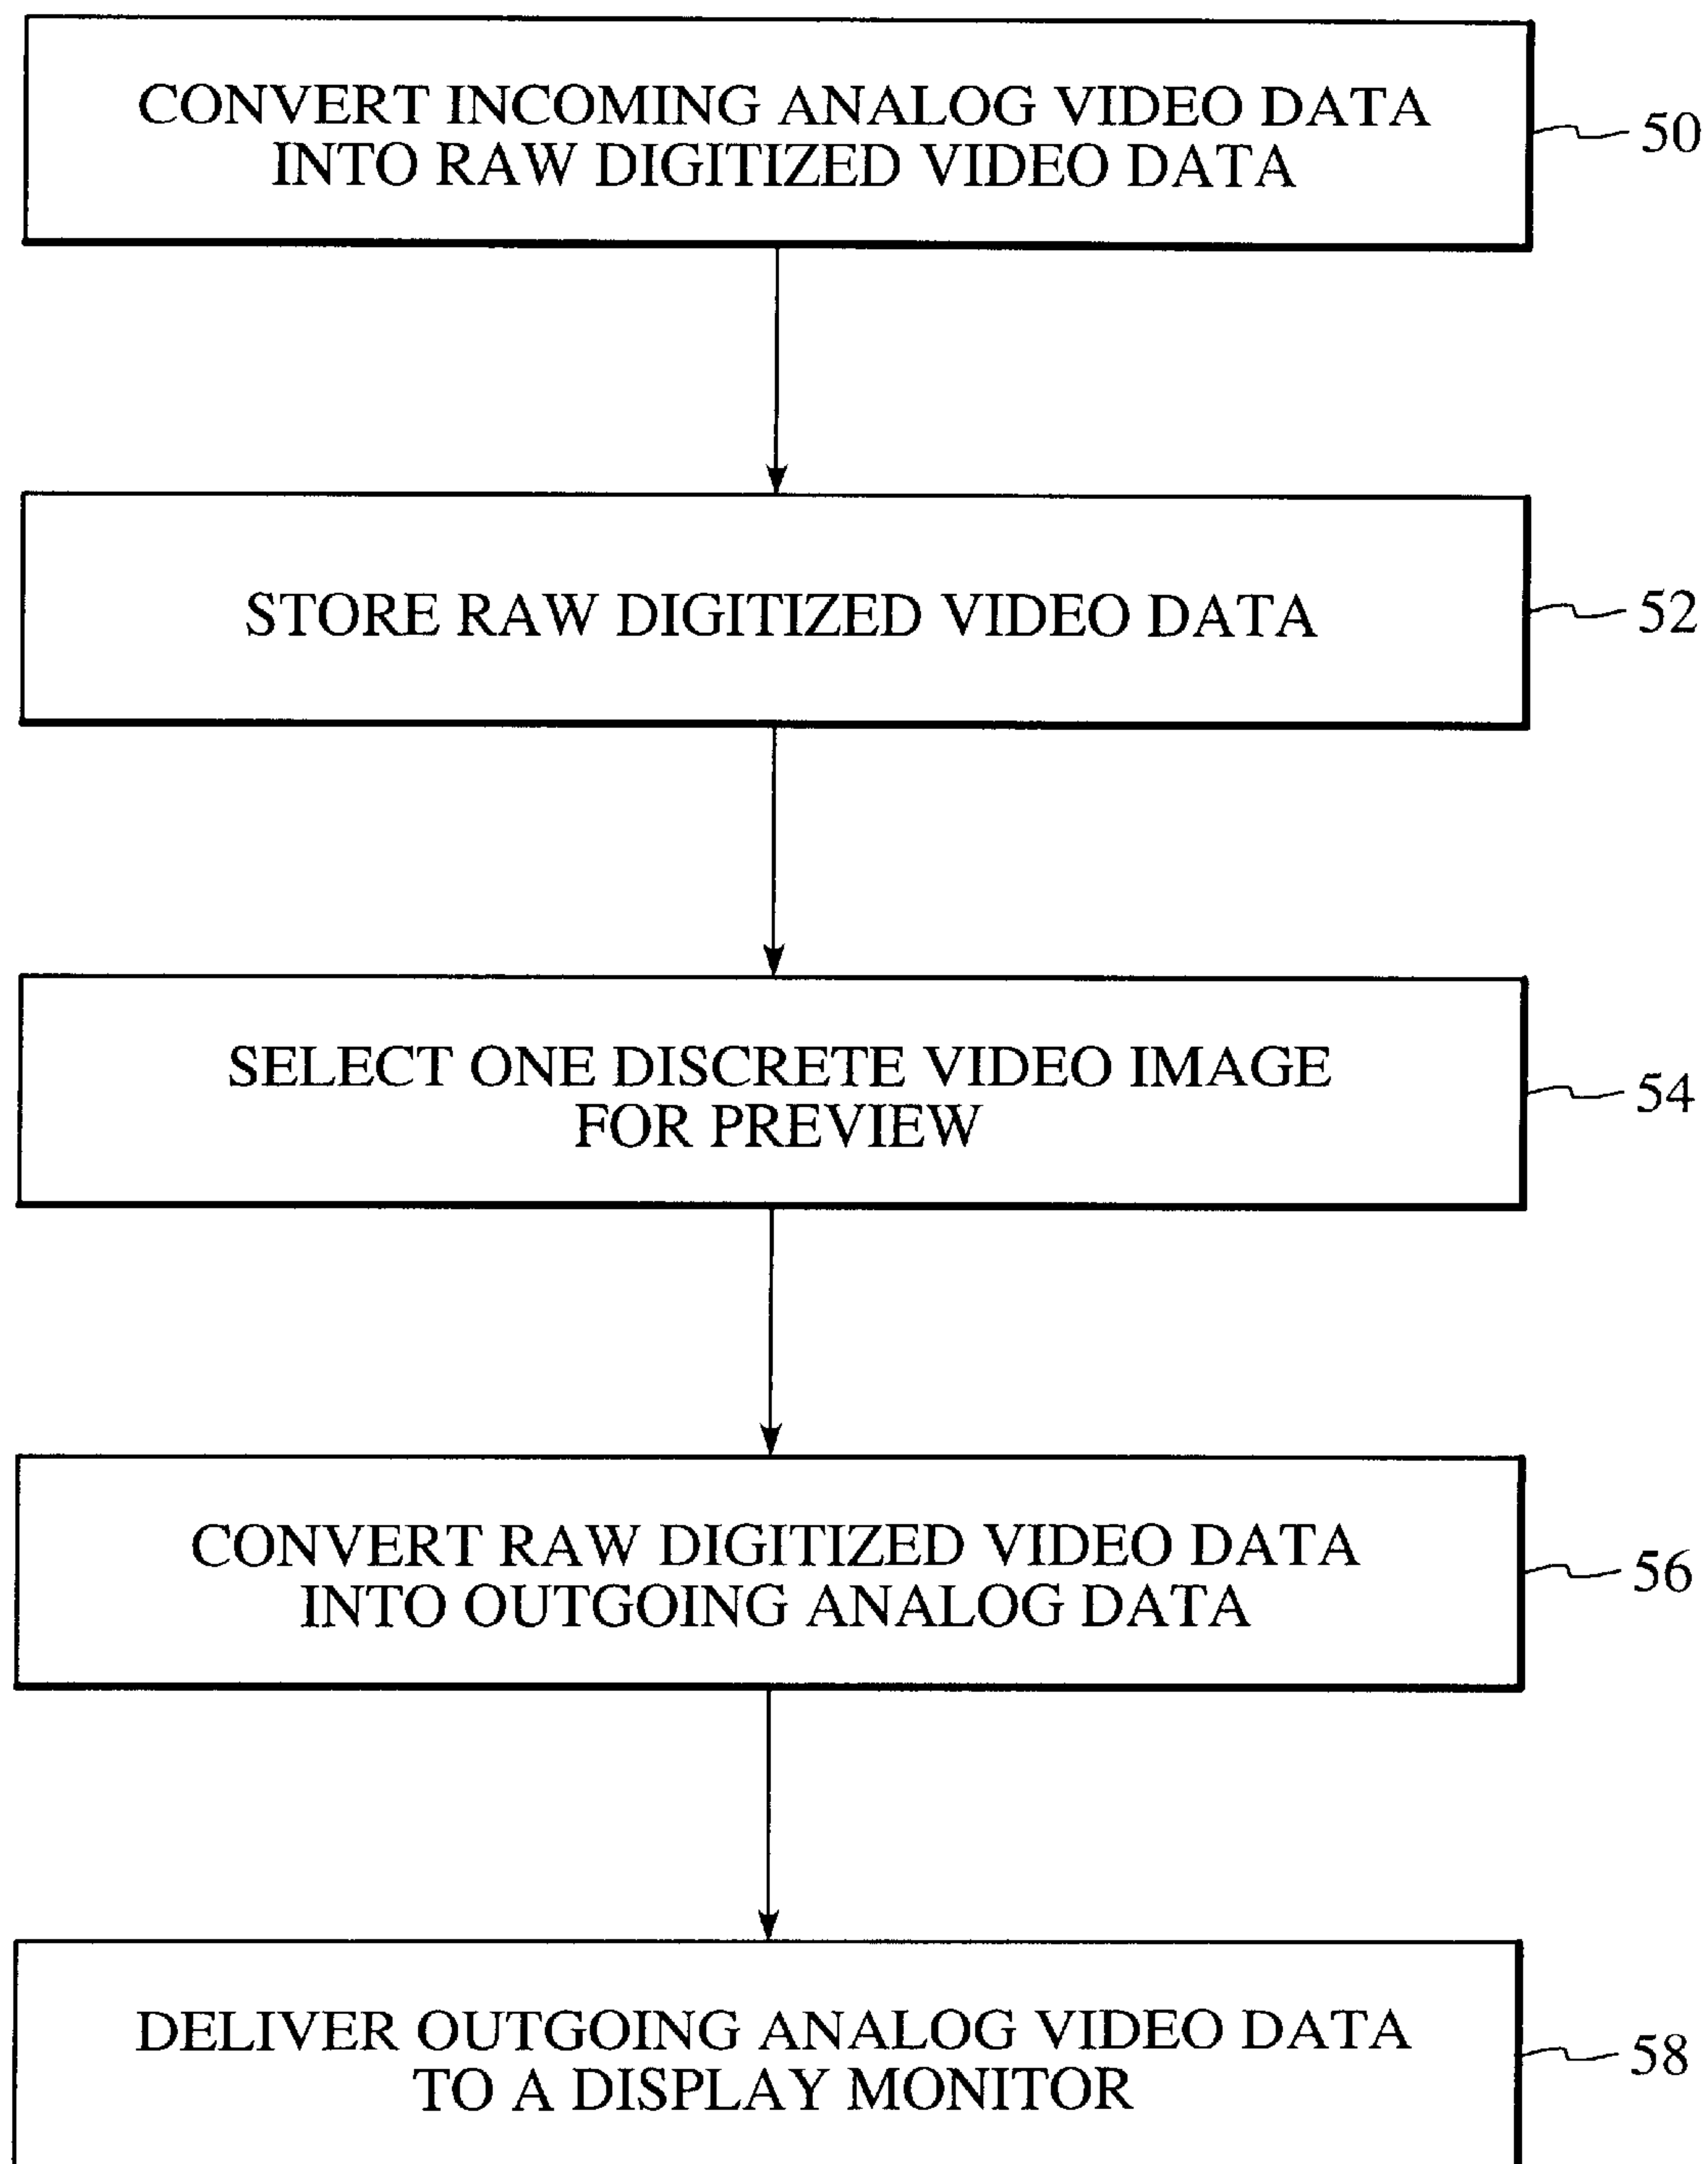 CONVERT INCOMING ANALOG VIDEO DATA
INTO RAW DIGITIZED VIDEO DATA
50
STORE RAW DIGITIZED VIDEO DATA
52
SELECT ONE DISCRETE VIDEO IMAGE
FOR PREVIEW
54
CONVERT RAW DIGITIZED VIDEO DATA
INTO OUTGOING ANALOG DATA
56
DELIVER OUTGOING ANALOG VIDEO DATA
TO A DISPLAY MONITOR
58